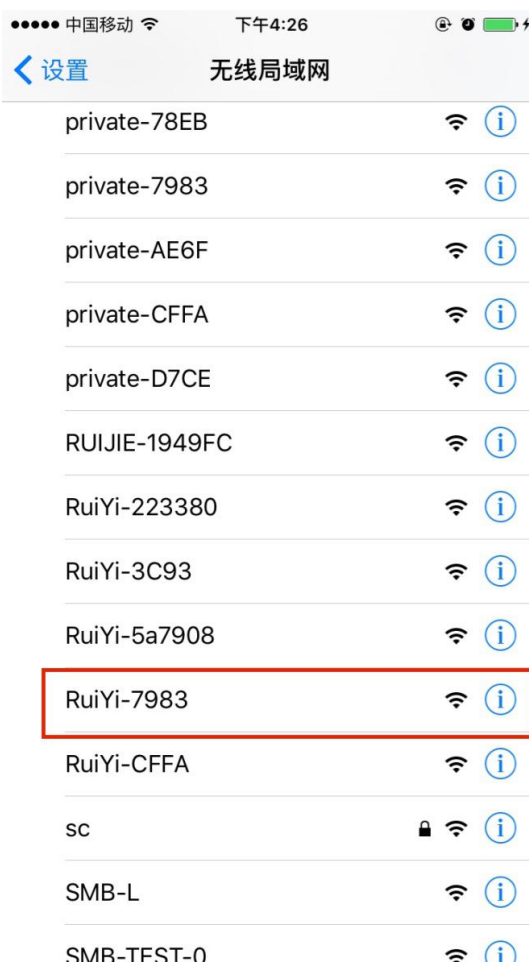 中国移动 下午4:26
设置 无线局域网
private-78EB
private-7983
private-AE6F
private-CFFA
private-D7CE
RUIJIE-1949FC
RuiYi-223380
RuiYi-3C93
RuiYi-5a7908
RuiYi-7983
RuiYi-CFFA
sc
SMB-L
SMB-TEST-0